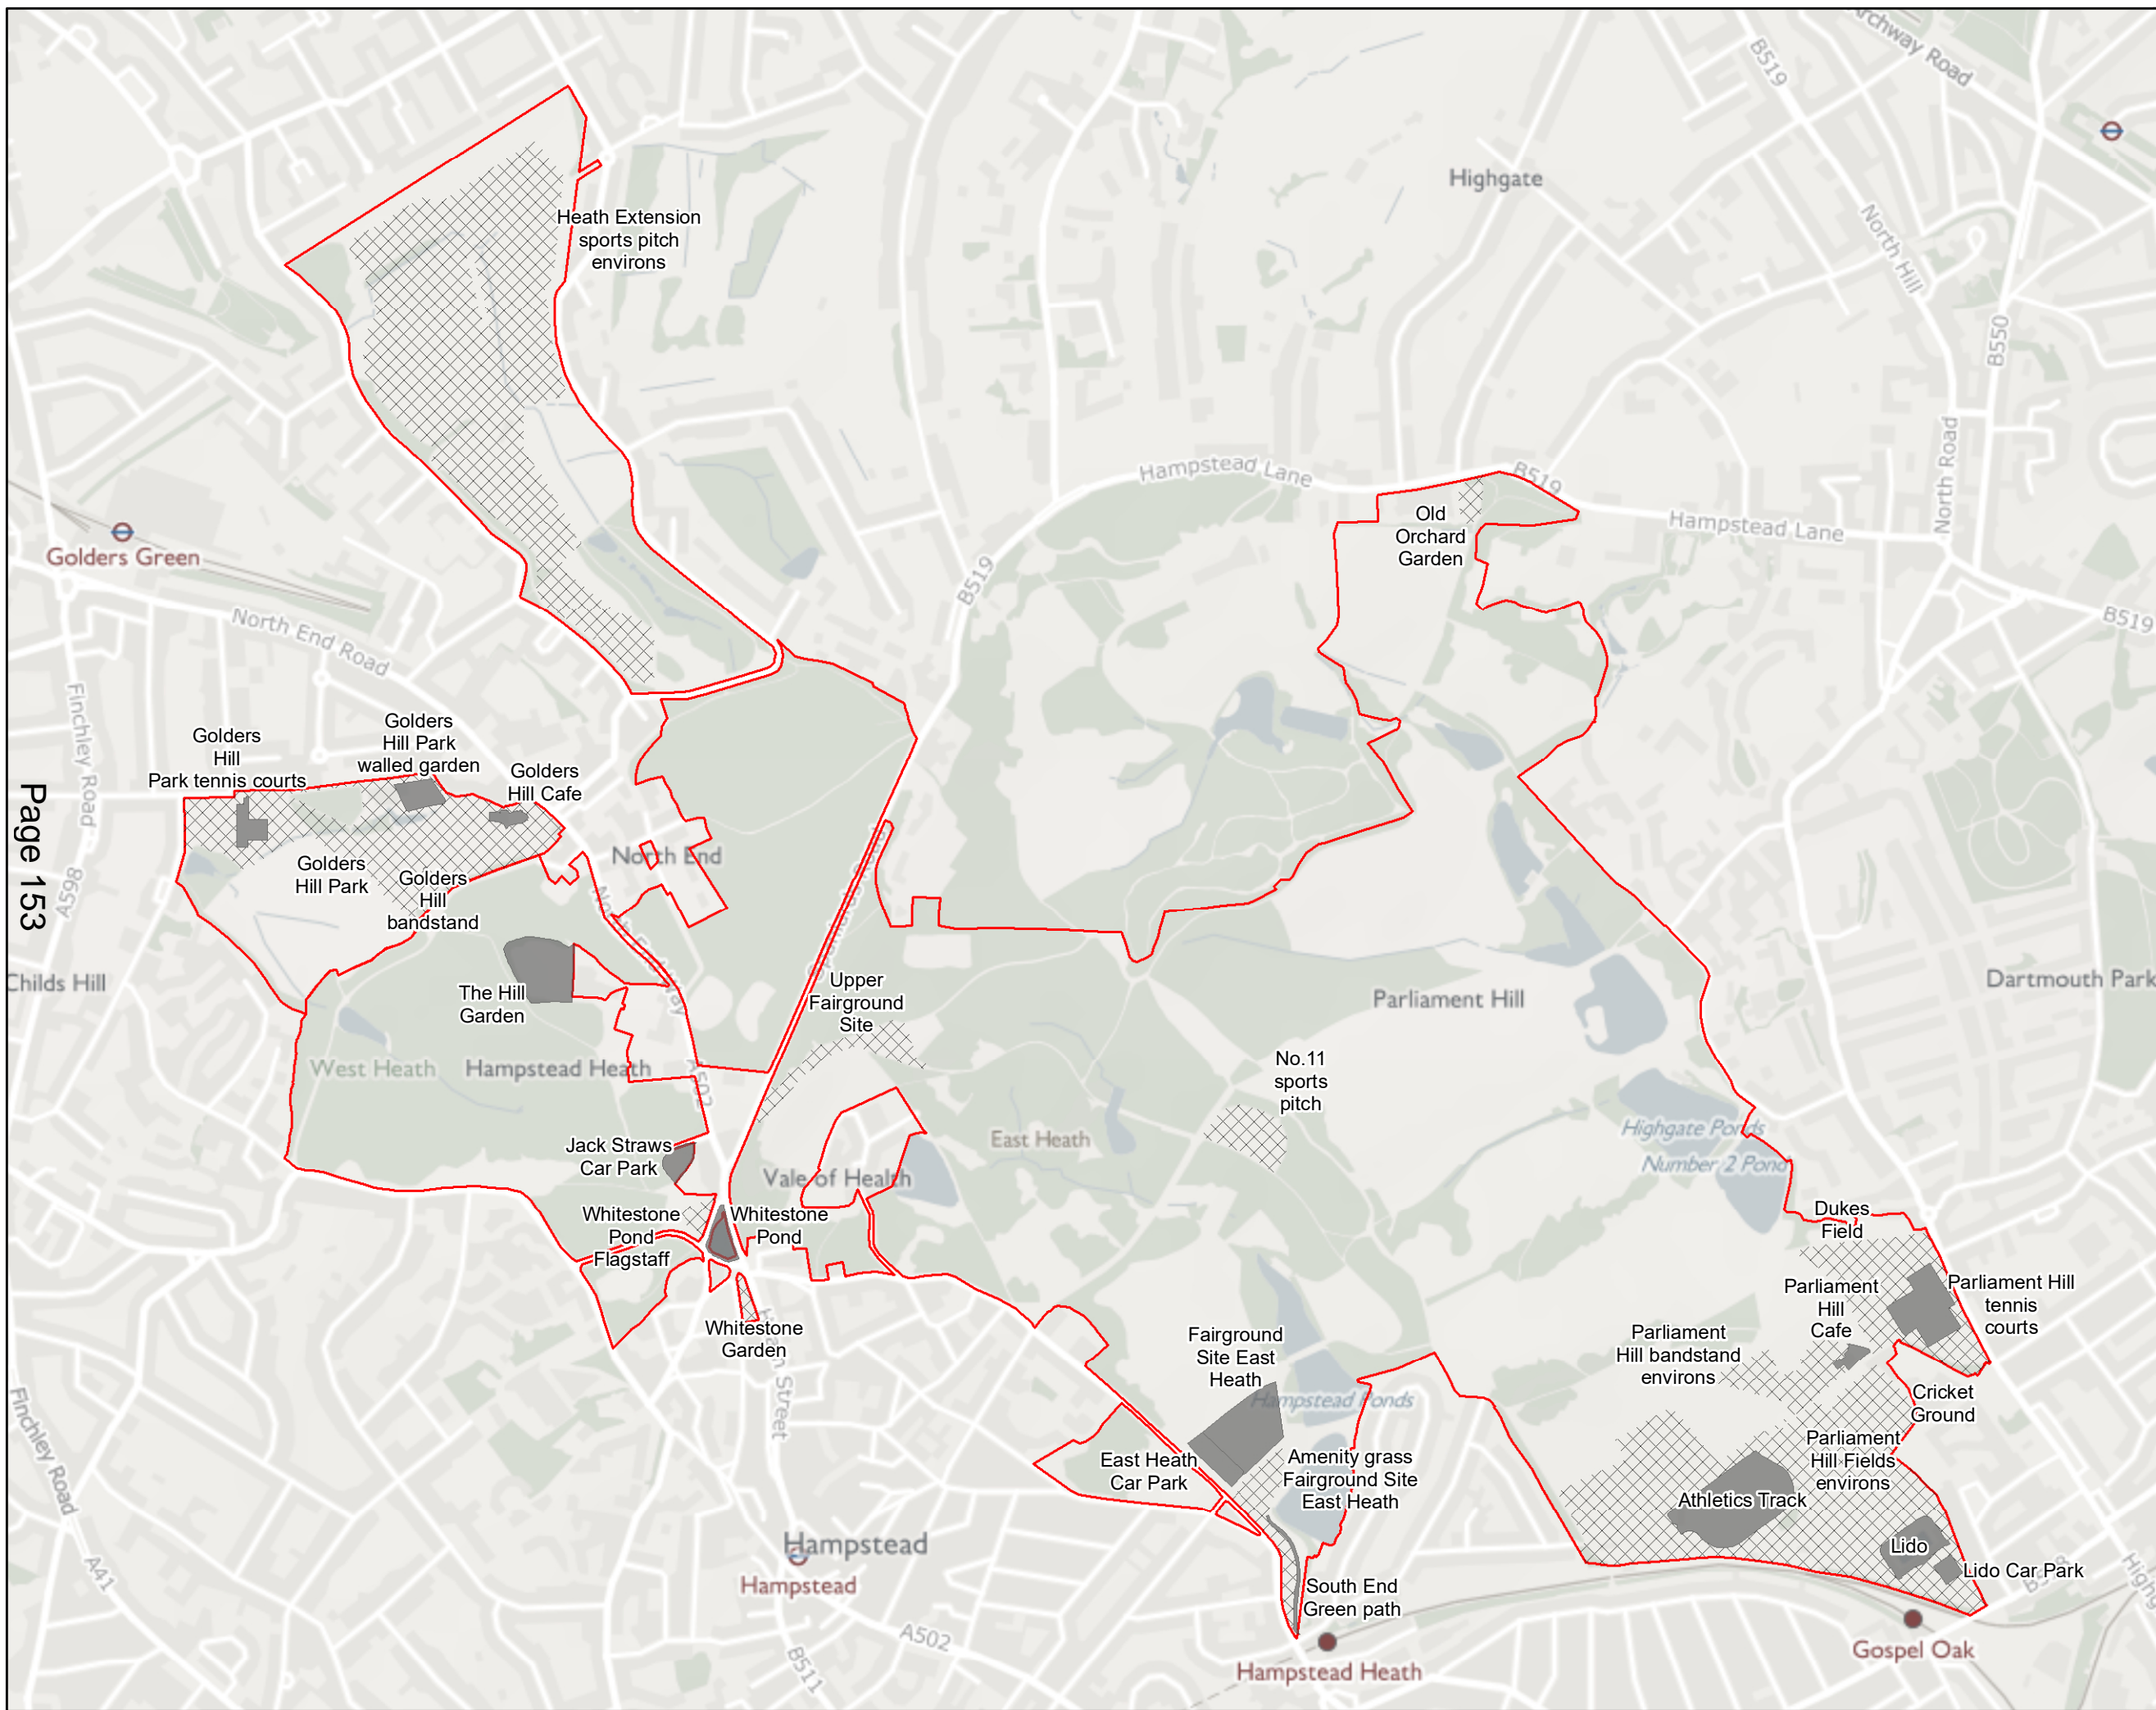 Archway Road
B519
Highgate
North Hill
Heath Extension
sports pitch
environs
B550
Hampstead Lane
B519
North Road
Old
Orchard
Garden
Hampstead Lane
Golders Green
B519
B519
North End Road
Finchley Road
Golders
Hill
Park tennis courts
Golders
Hill Park
walled garden
Golders
Hill Cafe
Page 153
A598
North End
Golders
Hill Park
Golders
Hill
bandstand
North End Way
Childs Hill
The Hill
Garden
Upper
Fairground
Site
Parliament Hill
Dartmouth Park
West Heath
Hampstead Heath
A502
No.11
sports
pitch
East Heath
Highgate Ponds
Number 2 Pond
Jack Straws
Car Park
Vale of Health
Whitestone
Pond
Flagstaff
Whitestone
Pond
Dukes
Field
Parliament
Hill
Cafe
Parliament Hill
tennis
courts
Whitestone
Garden
Heath Street
Fairground
Site East
Heath
Parliament
Hill bandstand
environs
Hampstead Ponds
Cricket
Ground
Finchley Road
Parliament
Hill Fields
environs
East Heath
Car Park
Amenity grass
Fairground Site
East Heath
Athletics Track
Lido
Lido Car Park
A41
Hampstead
Hampstead
South End
Green path
A502
B511
Hampstead Heath
Gospel Oak